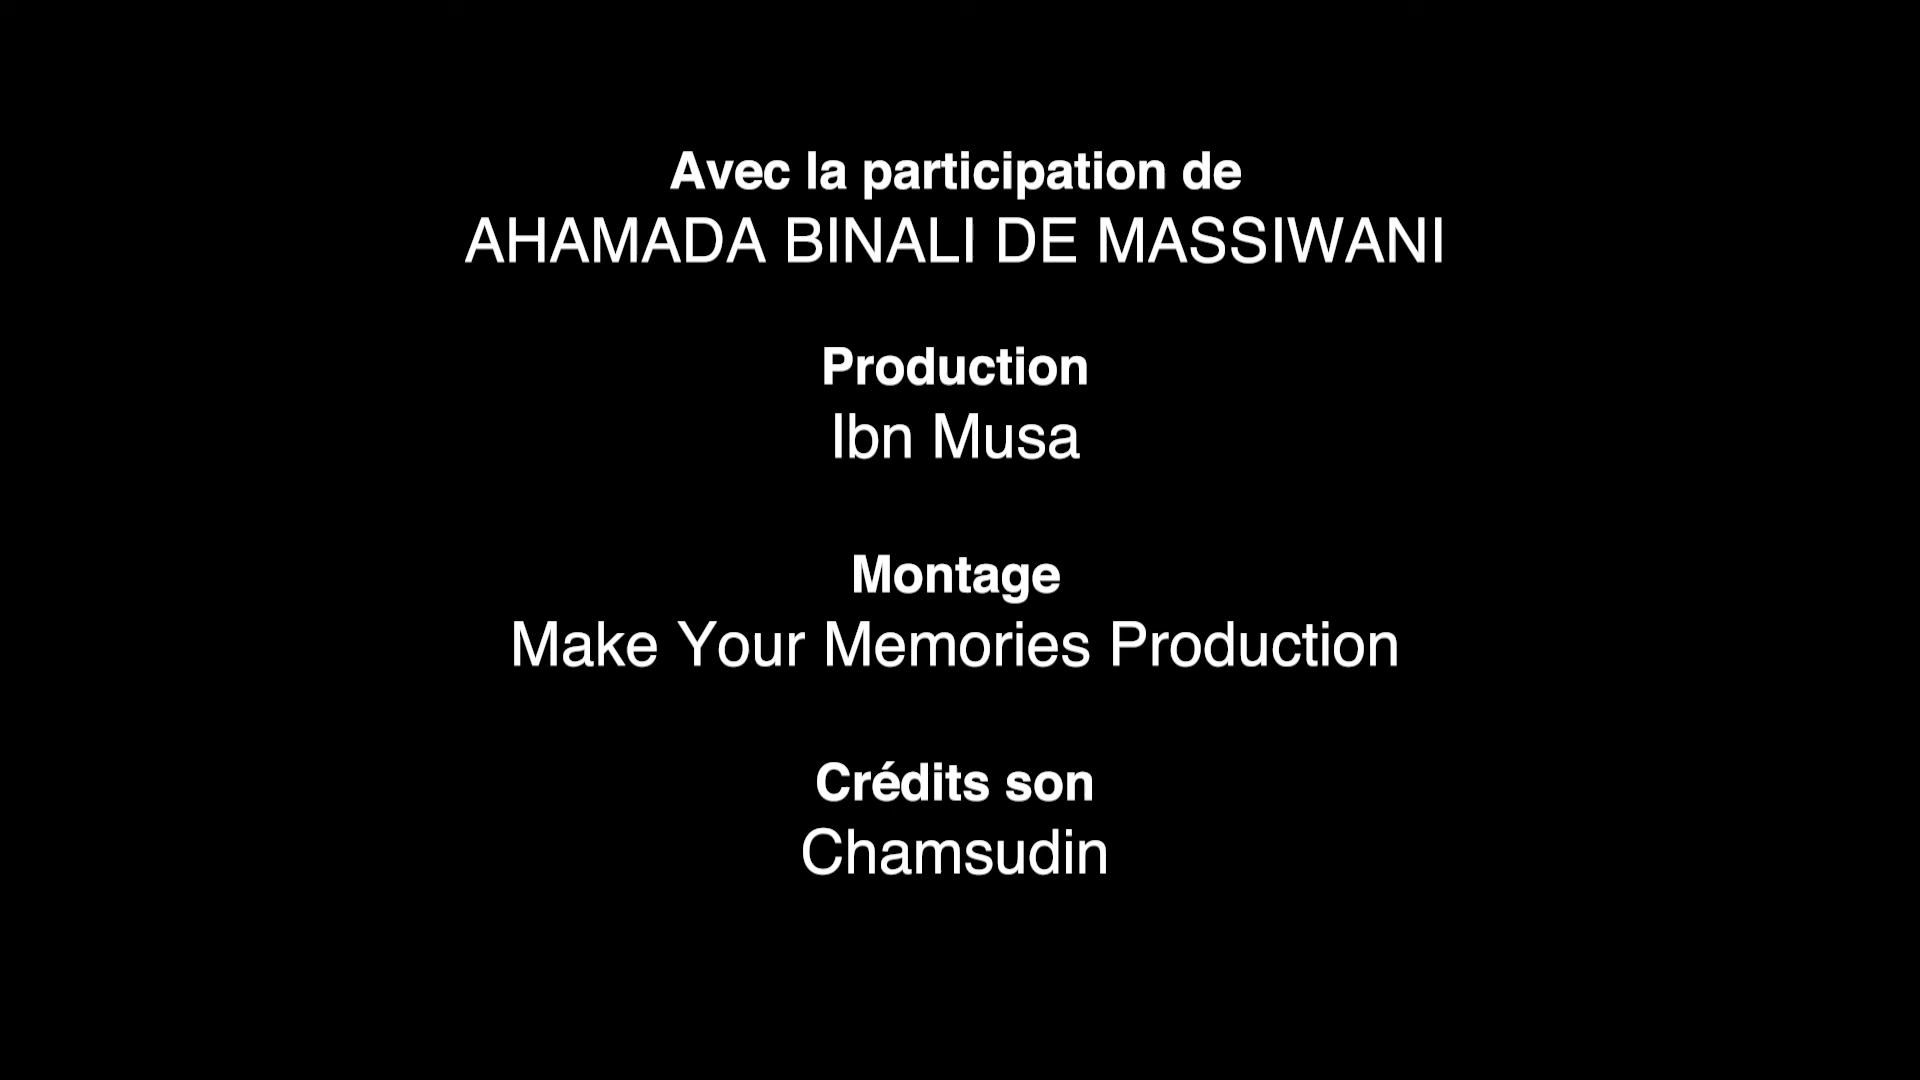 Avec la participation de
AHAMADA BINALI DE MASSIWANI
Production
Ibn Musa
Montage
Make Your Memories Production
Crédits son
Chamsudin